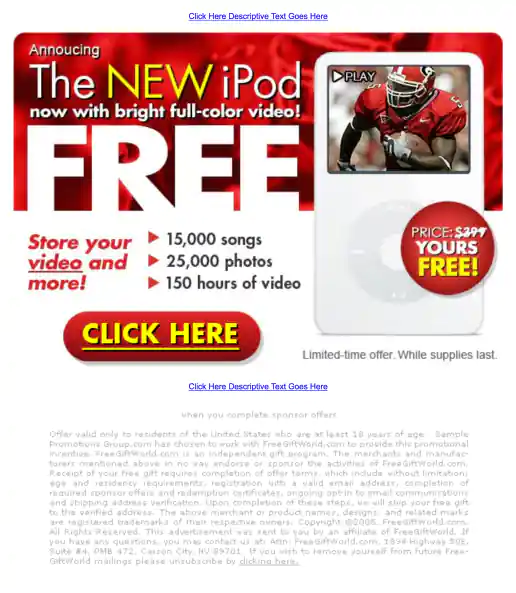 Click Here Descriptive Text Goes Here
Annoucing
The NEW iPod
now with bright full-color video!
FREE
PLAY
PRICE: $399
YOURS
FREE!
Store your
video and
more!
15,000 songs
25,000 photos
150 hours of video
CLICK HERE
Limited-time offer. While supplies last.
Click Here Descriptive Text Goes Here
when you complete sponsor offers
Offer valid only to residents of the United States who are at least 18 years of age. Sample
Promotions Group.com has chosen to work with FreeGiftWorld.com to provide this promotional
incentive. FreeGiftWorld.com is an independent gift program. The merchants and manufac-
turers mentioned above in no way endorse or sponsor the activities of FreeGiftWorld.com.
Receipt of your free gift requires completion of offer terms, which include without limitation:
age and residency requirements, registration with a valid email address, completion of
required sponsor offers and redemption certificates, ongoing opt in to email communications
and shipping address verification. Upon completion of these steps, we will ship your free gift
to the verified address. The above merchant or product names, designs, and related marks
are registered trademarks of their respective owners. Copyright ©2005, FreeGiftWorld.com.
All Rights Reserved. This advertisement was sent to you by an affiliate of FreeGiftWorld. If
you have any questions, you may contact us at: Attn: FreeGiftWorld.com, 1894 Highway 50E,
Suite #4, PMB 472, Carson City, NV 89701. If you wish to remove yourself from future Free-
GiftWorld mailings please unsubscribe by clicking here.